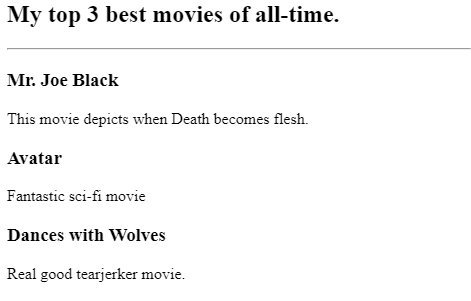 My top 3 best movies of all-time.
Mr. Joe Black
This movie depicts when Death becomes flesh.
Avatar
Fantastic sci-fi movie
Dances with Wolves
Real good tearjerker movie.